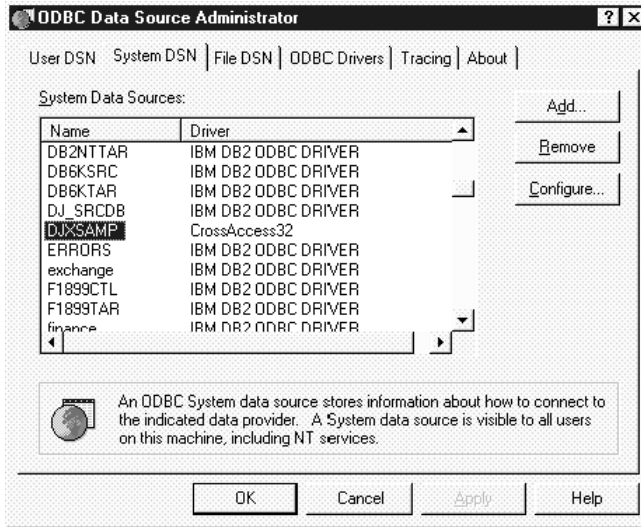 ODBC Data Source Administrator
User DSN System DSN File DSN ODBC Drivers Tracing About
System Data Sources:
Add...
Name Driver
DB2NTTAR IBM DB2 ODBC DRIVER
Remove
DB6KSRC IBM DB2 ODBC DRIVER
DB6KTAR IBM DB2 ODBC DRIVER
Configure...
DJ_SRCDB IBM DB2 ODBC DRIVER
DJXSAMP CrossAccess32
ERRORS IBM DB2 ODBC DRIVER
exchange IBM DB2 ODBC DRIVER
F1899CTL IBM DB2 ODBC DRIVER
F1899TAR IBM DB2 ODBC DRIVER
finance IBM DB2 ODBC DRIVER
An ODBC System data source stores information about how to connect to
the indicated data provider. A System data source is visible to all users
on this machine, including NT services.
OK Cancel Apply Help